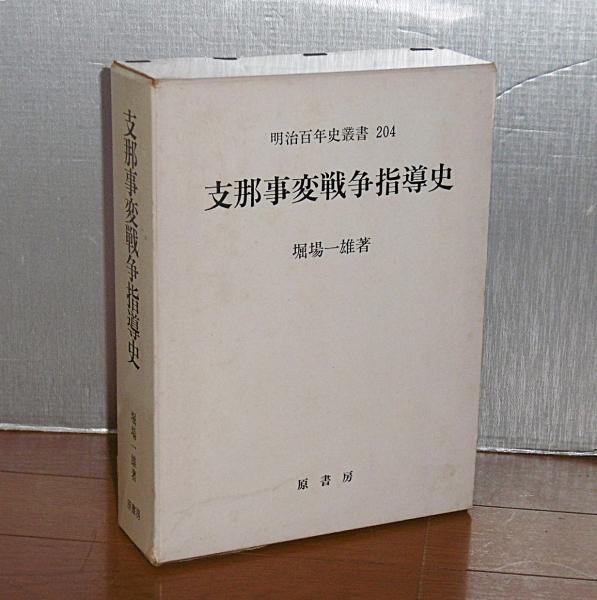 明治百年史叢書 204
支那事変戦争指導史
堀場一雄著
原書房
支那事變戰争指導史
堀場一雄著
原書房